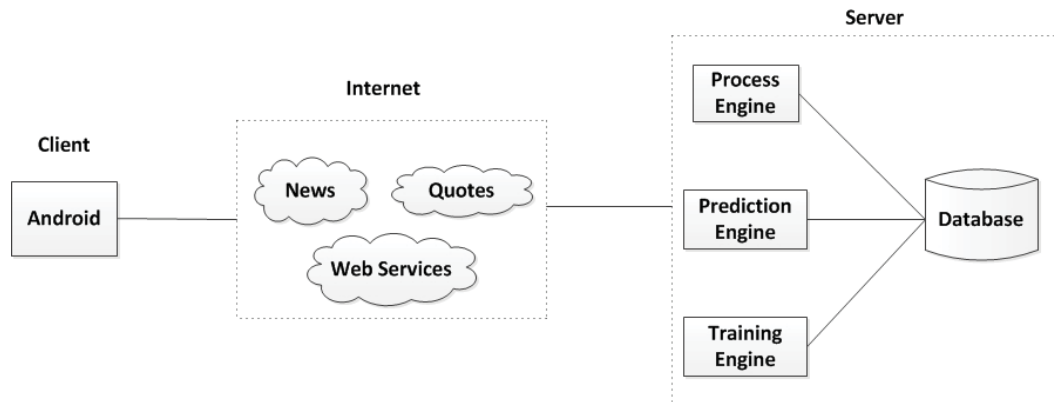 Client
Android
Internet
News
Quotes
Web Services
Server
Process
Engine
Prediction
Engine
Training
Engine
Database